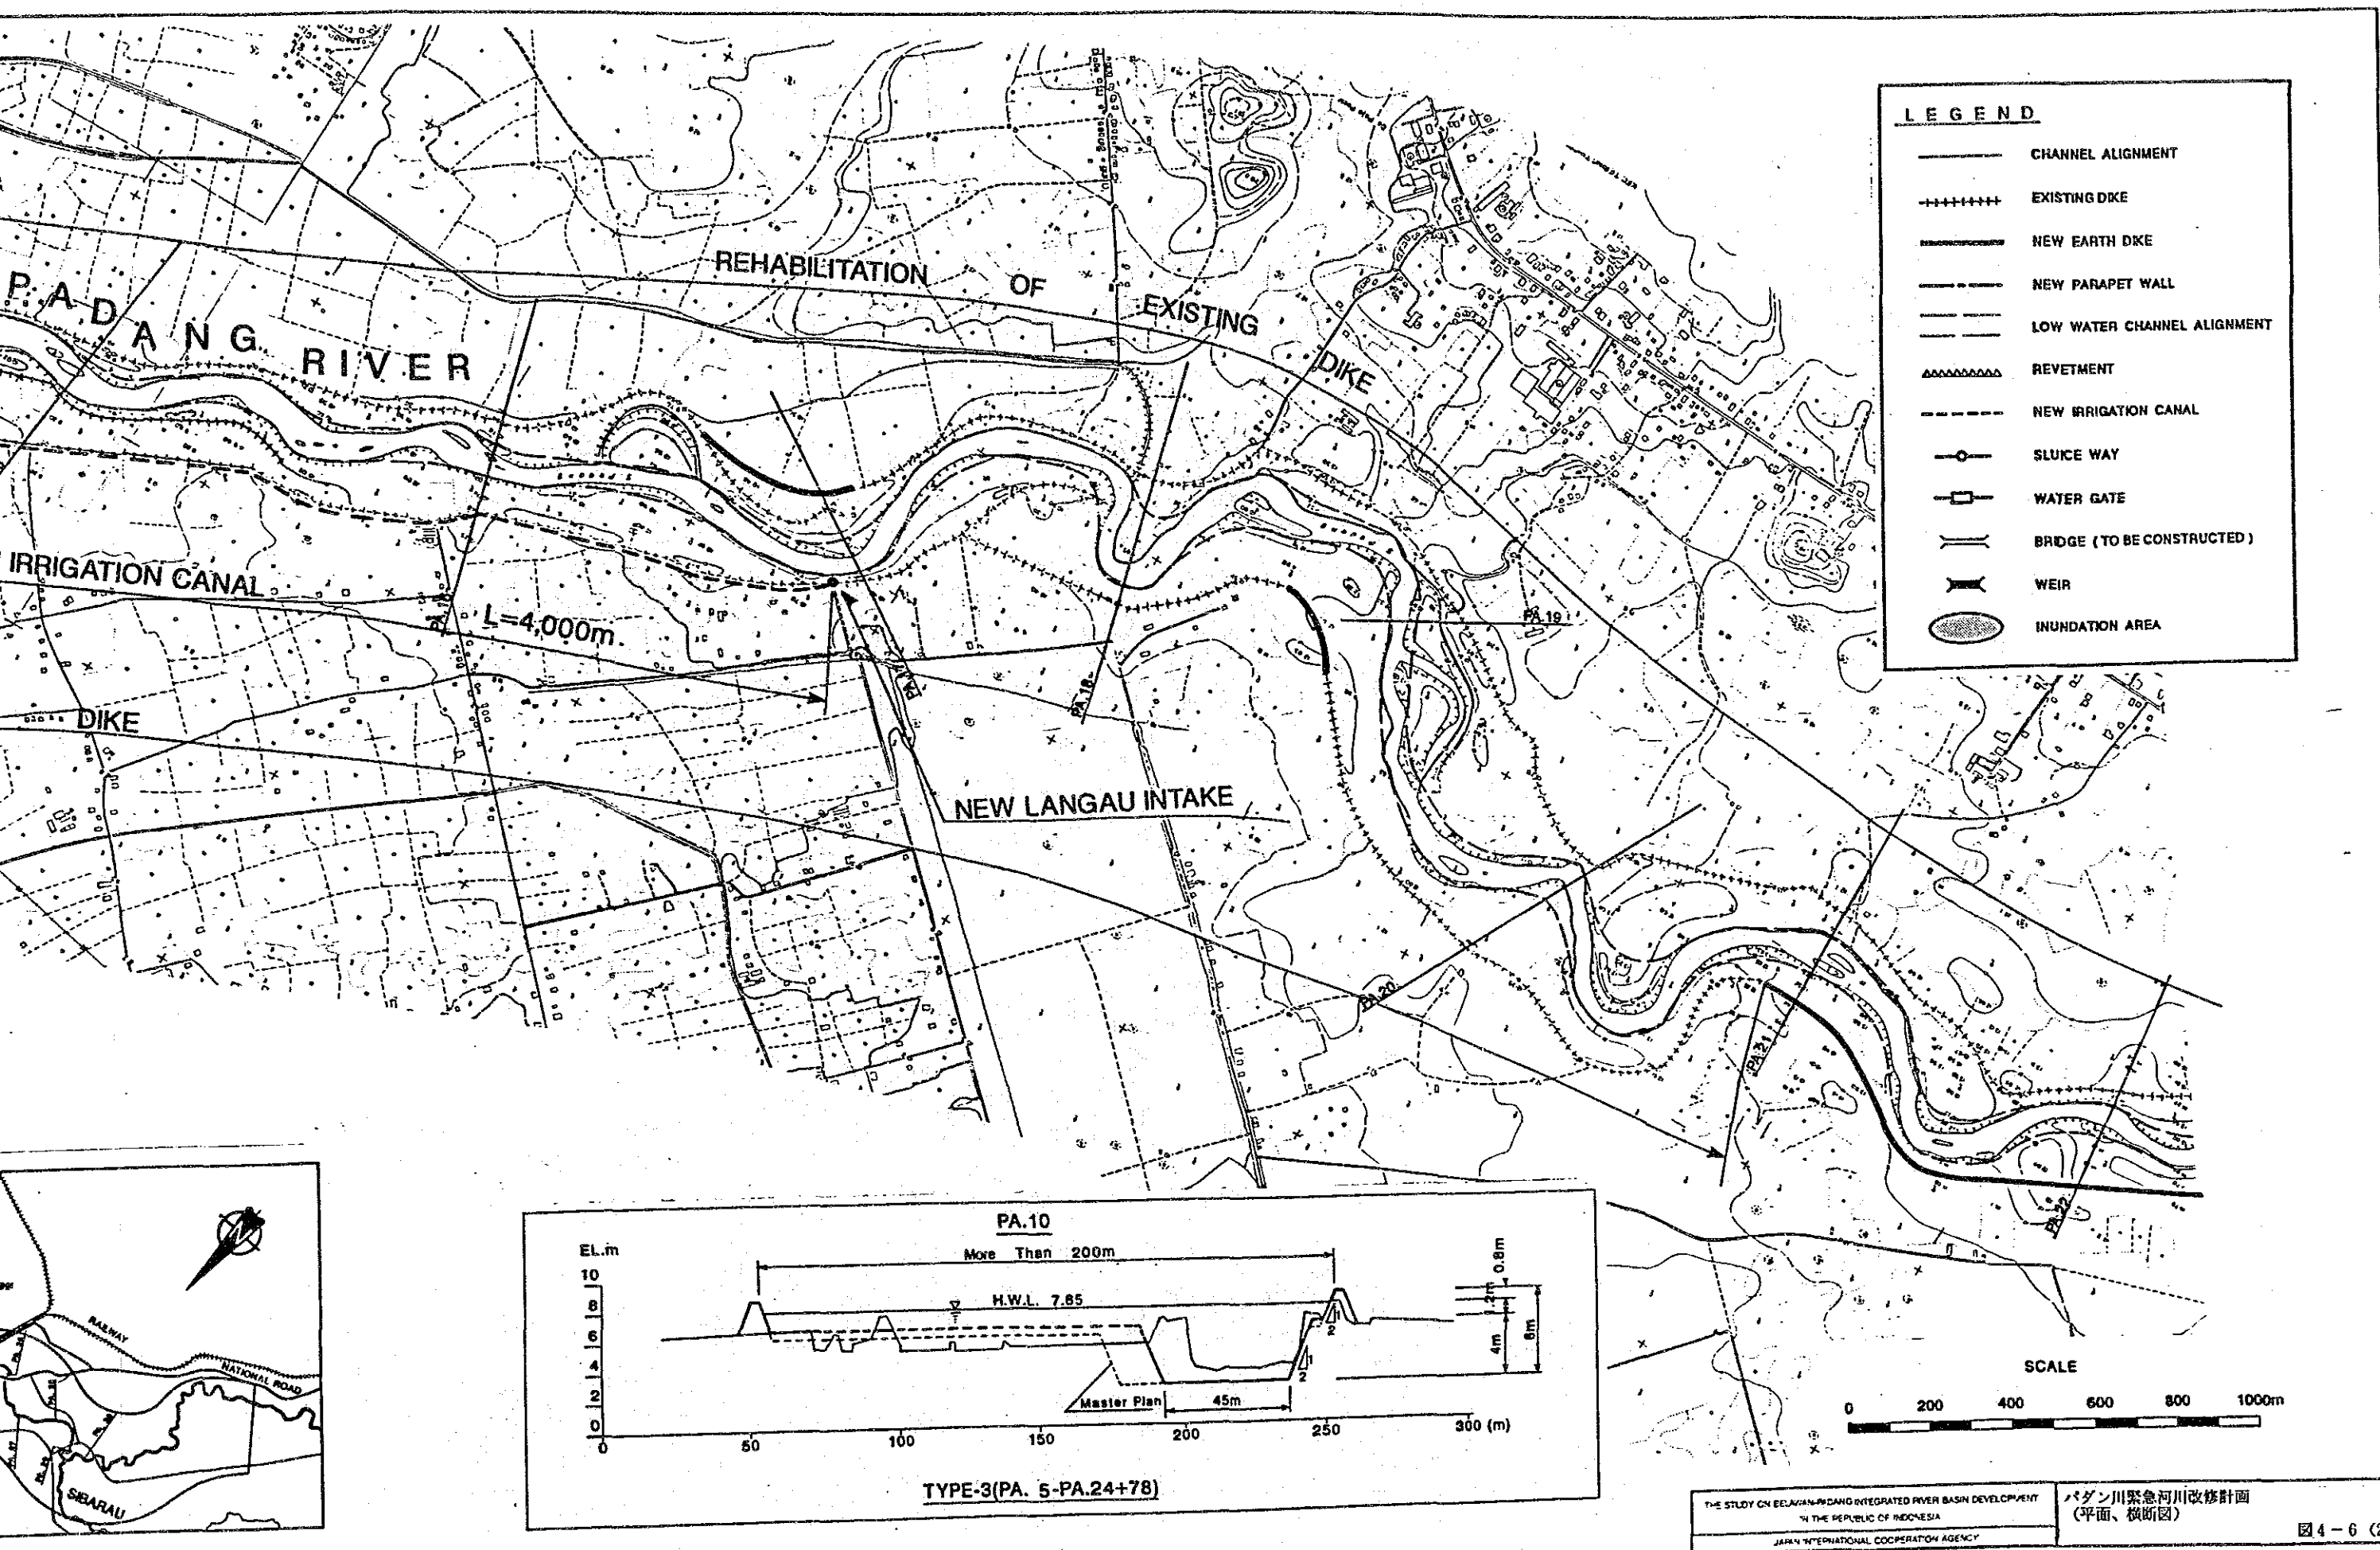 PADANG RIVER
REHABILITATION OF EXISTING DIKE
IRRIGATION CANAL
L=4,000m
DIKE
NEW LANGAU INTAKE
PA.18
PA.19
PA.20
PA.21
PA.22
LEGEND
CHANNEL ALIGNMENT
EXISTING DIKE
NEW EARTH DIKE
NEW PARAPET WALL
LOW WATER CHANNEL ALIGNMENT
REVETMENT
NEW IRRIGATION CANAL
SLUICE WAY
WATER GATE
BRIDGE (TO BE CONSTRUCTED)
WEIR
INUNDATION AREA
RAILWAY
NATIONAL ROAD
SIBARAU
PA.10
EL.m
More Than 200m
H.W.L. 7.85
10
8
6
4
2
0
0.8m
1.2m
4m
6m
1
2
1
2
Master Plan
45m
0 50 100 150 200 250 300 (m)
TYPE-3(PA. 5-PA.24+78)
SCALE
0 200 400 600 800 1000m
THE STUDY ON BELAWAN-PADANG INTEGRATED RIVER BASIN DEVELOPMENT
IN THE REPUBLIC OF INDONESIA
JAPAN INTERNATIONAL COOPERATION AGENCY
パダン川緊急河川改修計画
(平面、横断図)
図4-6 (2